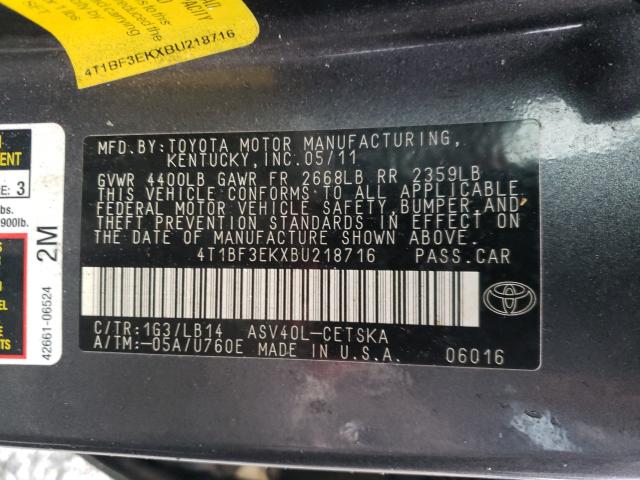 4T1BF3EKXBU218716
MFD.BY:TOYOTA MOTOR MANUFACTURING,
KENTUCKY,INC.05/11
GVWR 4400LB GAWR FR 2668LB RR 2359LB
THIS VEHICLE CONFORMS TO ALL APPLICABLE
FEDERAL MOTOR VEHICLE SAFETY, BUMPER,AND
THEFT PREVENTION STANDARDS IN EFFECT ON
THE DATE OF MANUFACTURE SHOWN ABOVE.
4T1BF3EKXBU218716 PASS.CAR
C/TR:1G3/LB14 ASV40L-CETSKA
A/TM:-05A/U760E MADE IN U.S.A. 06016
3
900lb.
2M
42661-06524